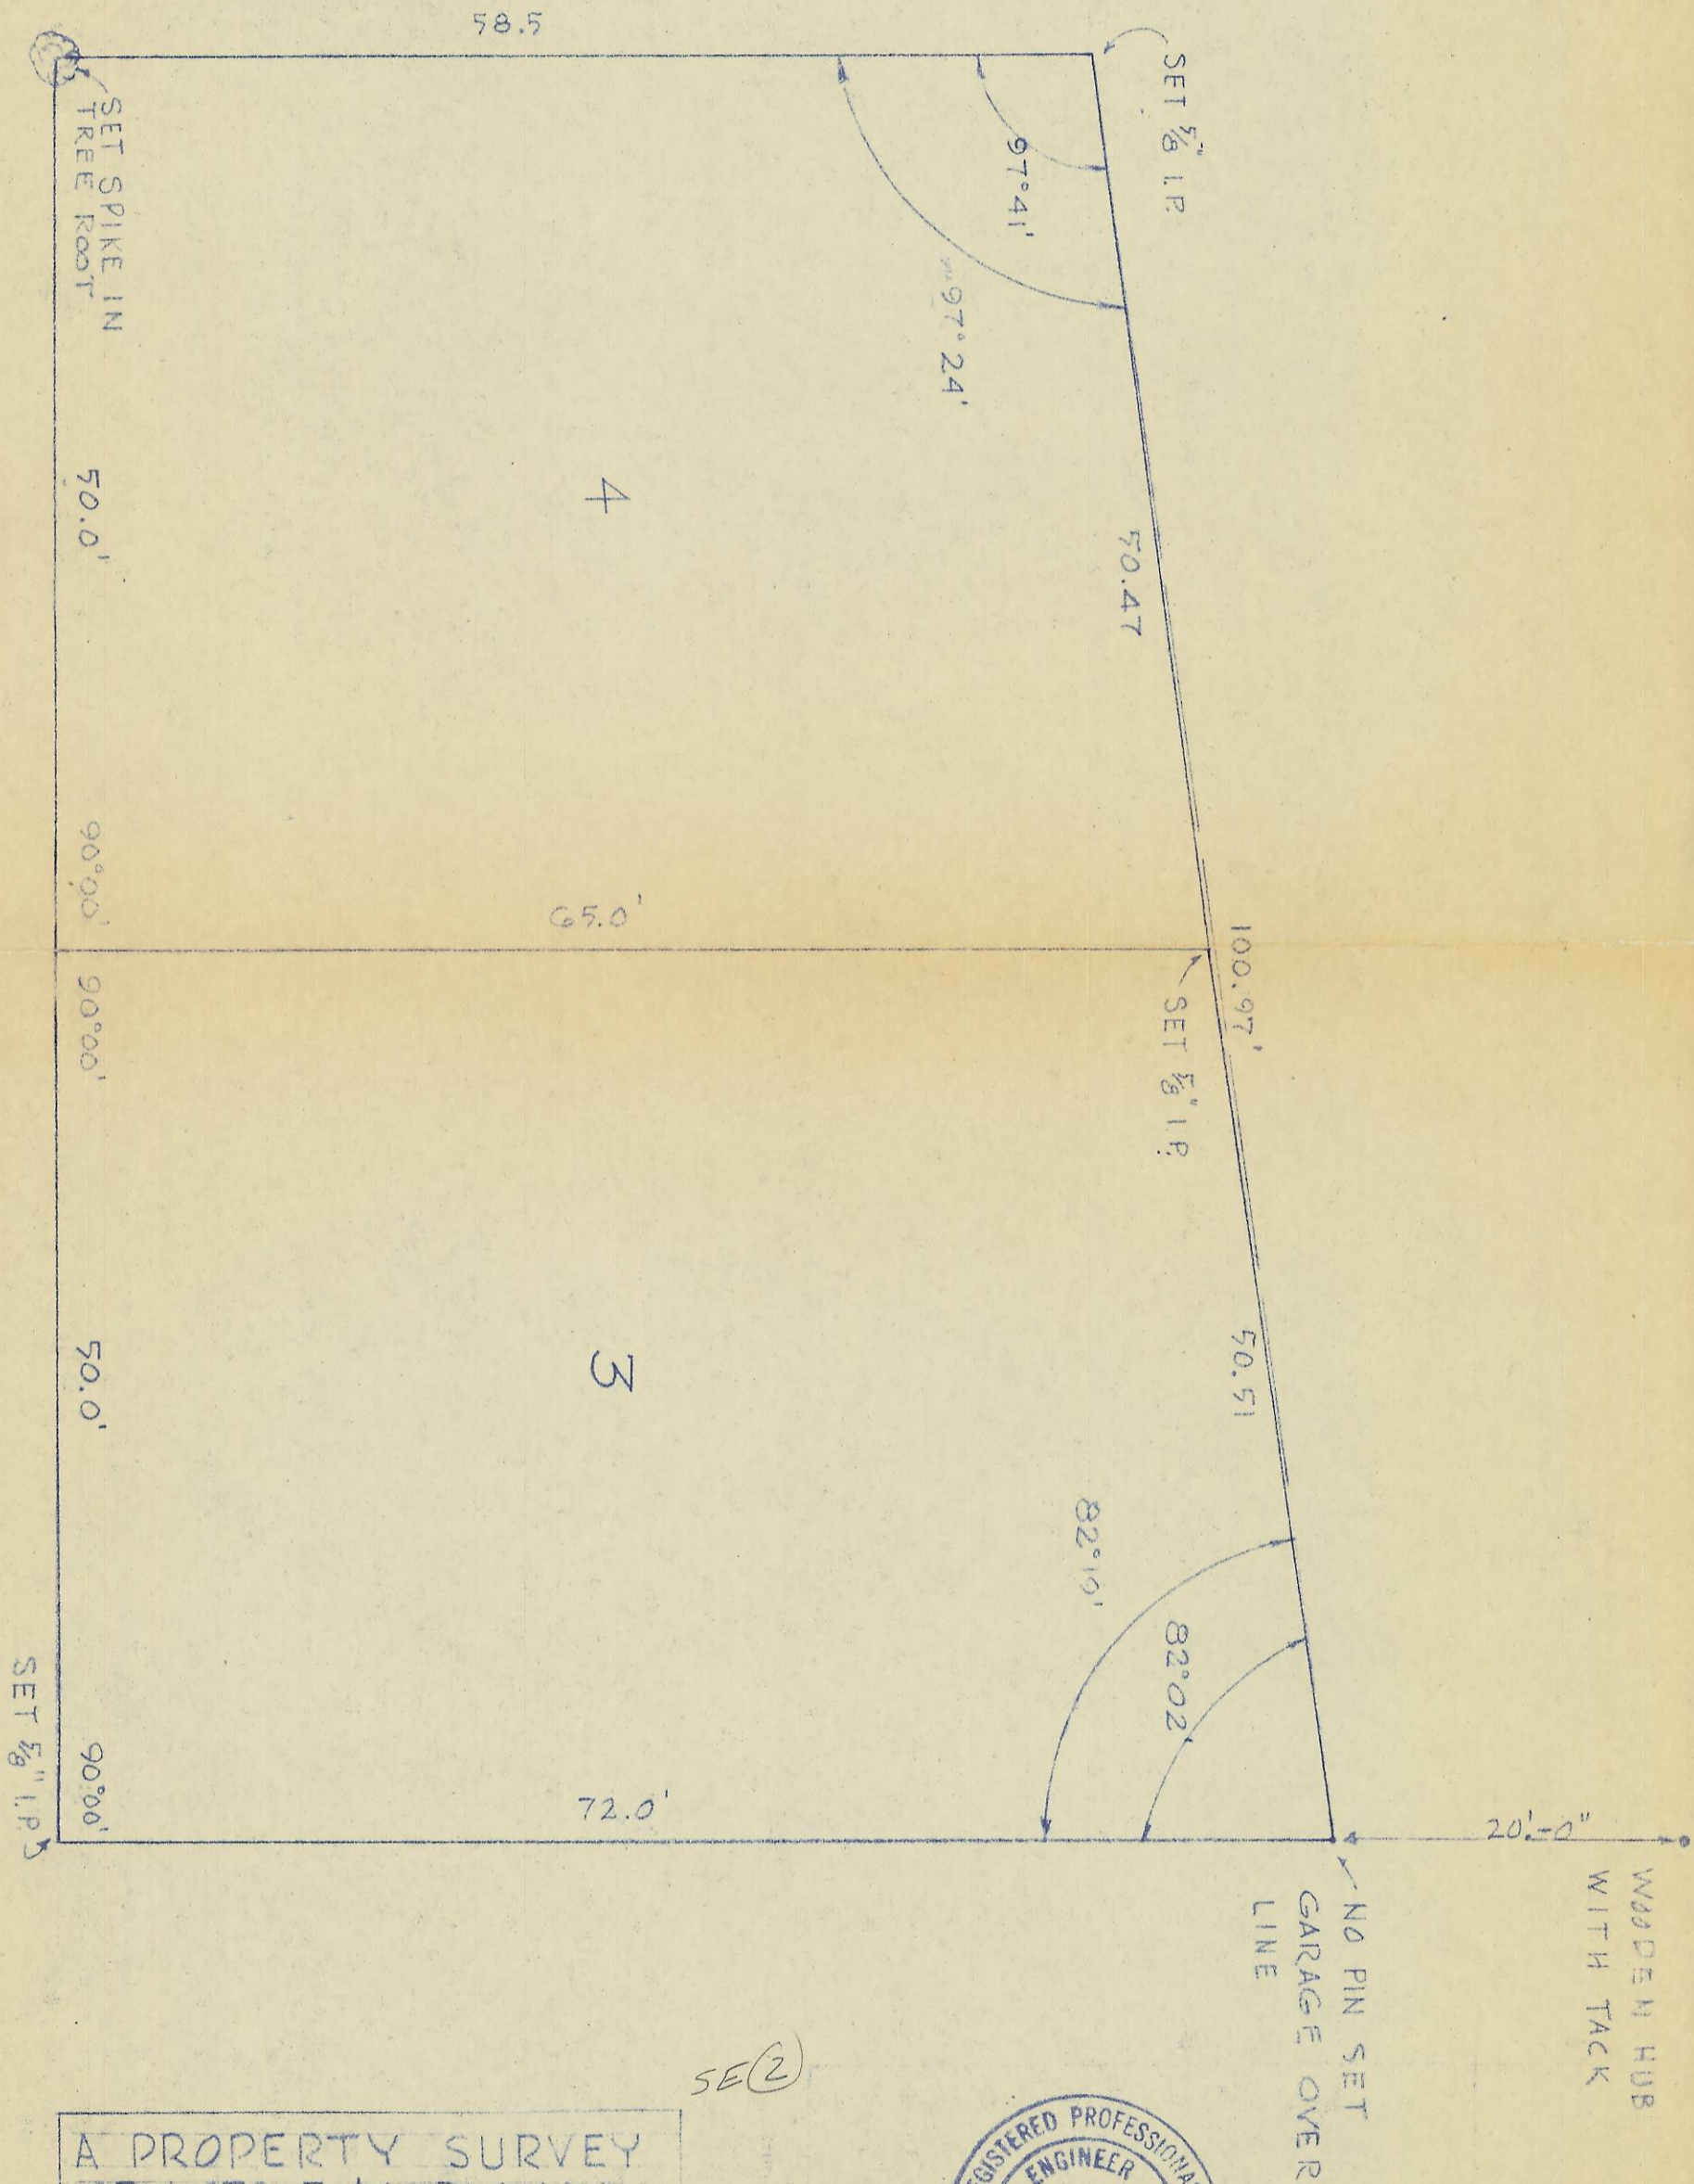 58.5
SET 5/8" I.P.
SET SPIKE IN
TREE ROOT
97°41'
97°24'
4
50.0'
50.47
90°00'
65.0'
100.97'
90°00'
SET 5/8" I.P.
3
50.0'
50.51
82°19'
82°02'
SET 5/8" I.P.
90°00'
72.0'
20'-0"
WOODEN HUB
WITH TACK
NO PIN SET
GARAGE OVER
LINE
SE 2
A PROPERTY SURVEY
REGISTERED PROFESSIONAL
ENGINEER